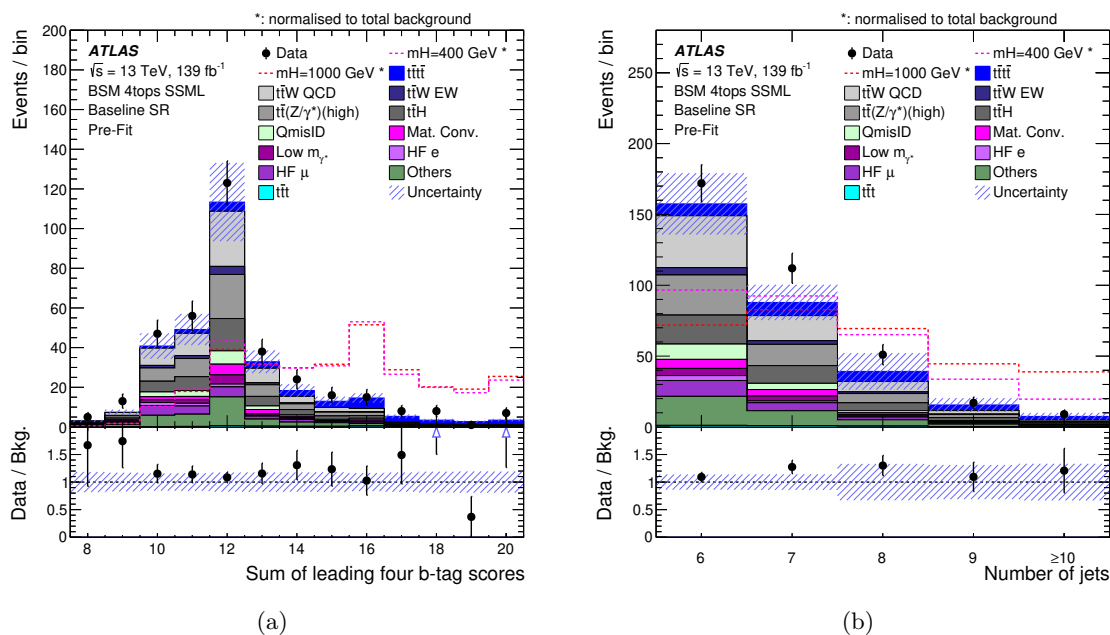 *: normalised to total background
Events / bin
200
180
160
140
120
100
80
60
40
20
0
ATLAS
√s = 13 TeV, 139 fb⁻¹
BSM 4tops SSML
Baseline SR
Pre-Fit
Data
mH=400 GeV *
mH=1000 GeV *
tt̄tt̄
tt̄W QCD
tt̄W EW
tt̄(Z/γ*)(high)
tt̄H
QmisID
Mat. Conv.
Low m_γ*
HF e
HF μ
Others
tt̄t
Uncertainty
Data / Bkg.
1.5
1
0.5
0
8 10 12 14 16 18 20
Sum of leading four b-tag scores
(a)
*: normalised to total background
Events / bin
250
200
150
100
50
0
ATLAS
√s = 13 TeV, 139 fb⁻¹
BSM 4tops SSML
Baseline SR
Pre-Fit
Data
mH=400 GeV *
mH=1000 GeV *
tt̄tt̄
tt̄W QCD
tt̄W EW
tt̄(Z/γ*)(high)
tt̄H
QmisID
Mat. Conv.
Low m_γ*
HF e
HF μ
Others
tt̄t
Uncertainty
Data / Bkg.
1.5
1
0.5
0
6 7 8 9 ≥10
Number of jets
(b)